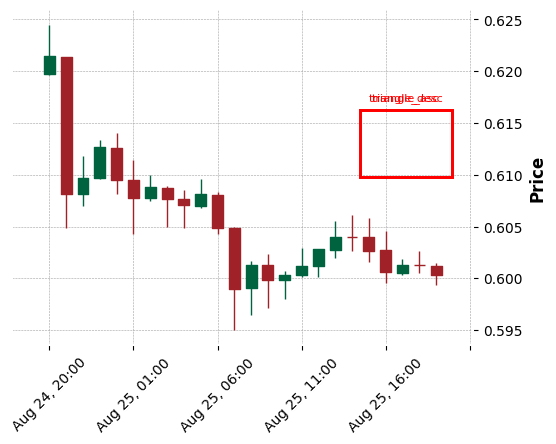 0.625
0.620
0.615
0.610
0.605
0.600
0.595
Price
triangle_desc
Aug 24, 20:00
Aug 25, 01:00
Aug 25, 06:00
Aug 25, 11:00
Aug 25, 16:00